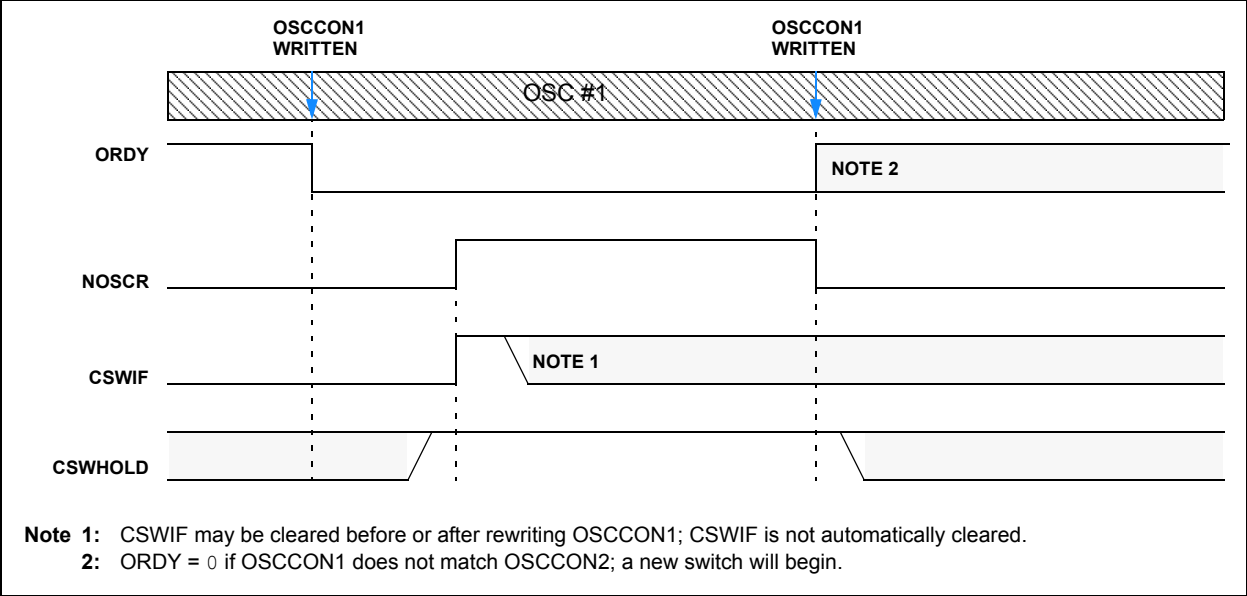 OSCCON1
WRITTEN
OSCCON1
WRITTEN
OSC #1
ORDY
NOTE 2
NOSCR
NOTE 1
CSWIF
CSWHOLD
Note 1: CSWIF may be cleared before or after rewriting OSCCON1; CSWIF is not automatically cleared.
2: ORDY = 0 if OSCCON1 does not match OSCCON2; a new switch will begin.